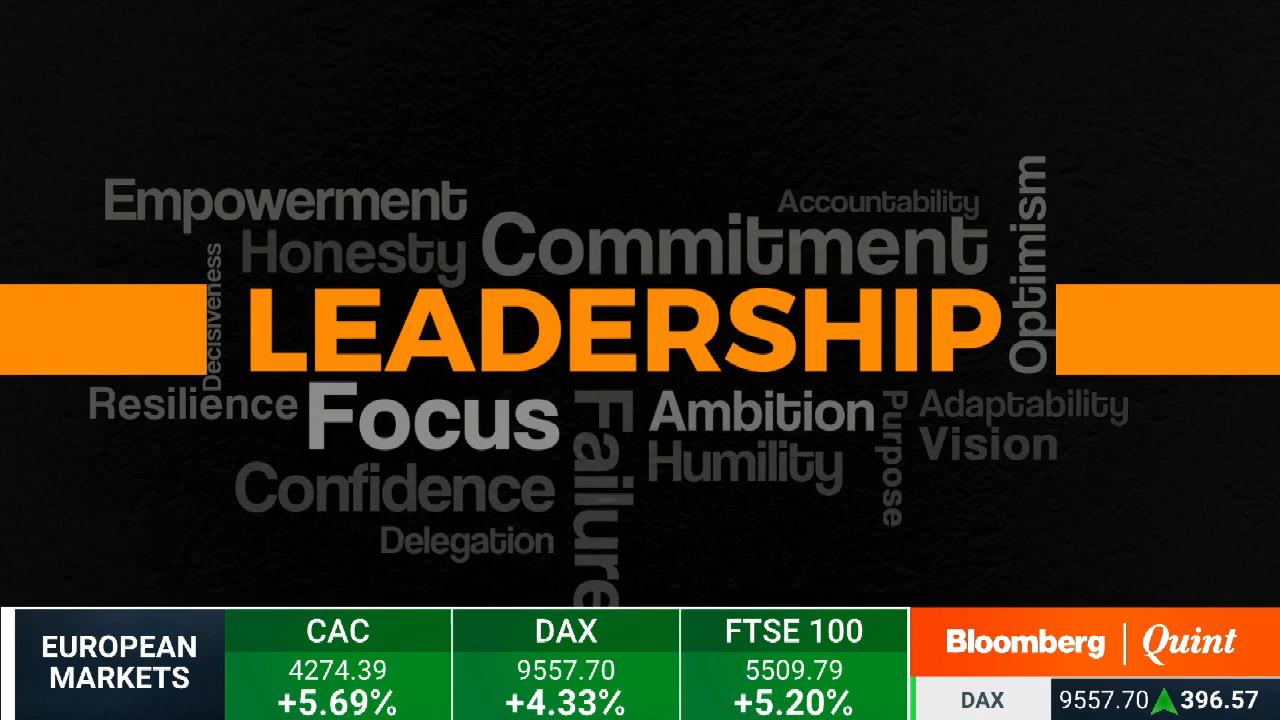 Empowerment
Accountability
Optimism
Honesty
Commitment
Decisiveness
LEADERSHIP
Resilience
Focus
Failure
Ambition
Purpose
Adaptability
Humility
Vision
Confidence
Delegation
EUROPEAN
MARKETS
CAC
4274.39
+5.69%
DAX
9557.70
+4.33%
FTSE 100
5509.79
+5.20%
Bloomberg | Quint
DAX 9557.70 ▲ 396.57